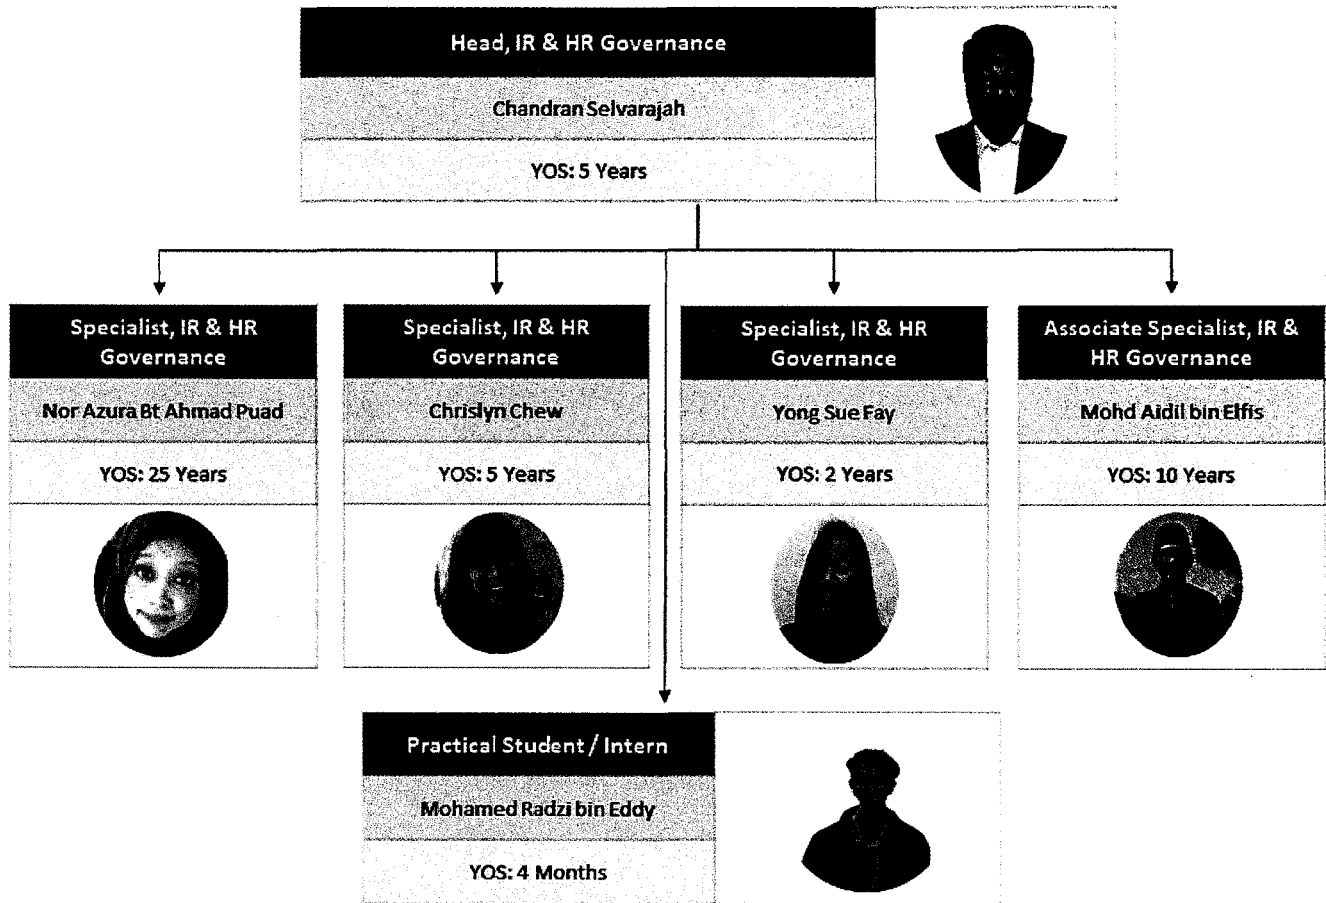 Head, IR & HR Governance
Chandran Selvarajah
YOS: 5 Years
Specialist, IR & HR
Governance
Nor Azura Bt Ahmad Puad
YOS: 25 Years
Specialist, IR & HR
Governance
Chrislyn Chew
YOS: 5 Years
Specialist, IR & HR
Governance
Yong Sue Fay
YOS: 2 Years
Associate Specialist, IR &
HR Governance
Mohd Aidil bin Elfis
YOS: 10 Years
Practical Student / Intern
Mohamed Radzi bin Eddy
YOS: 4 Months